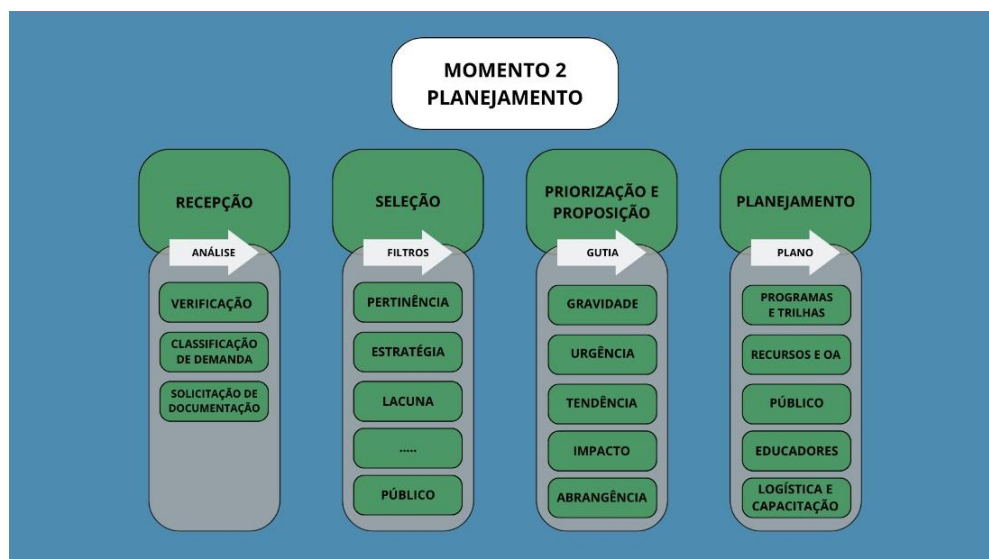 MOMENTO 2
PLANEJAMENTO
RECEPÇÃO
ANÁLISE
VERIFICAÇÃO
CLASSIFICAÇÃO
DE DEMANDA
SOLICITAÇÃO DE
DOCUMENTAÇÃO
SELEÇÃO
FILTROS
PERTINÊNCIA
ESTRATÉGIA
LACUNA
.....
PÚBLICO
PRIORIZAÇÃO E
PROPOSIÇÃO
GUTIA
GRAVIDADE
URGÊNCIA
TENDÊNCIA
IMPACTO
ABRANGÊNCIA
PLANEJAMENTO
PLANO
PROGRAMAS
E TRILHAS
RECURSOS E OA
PÚBLICO
EDUCADORES
LOGÍSTICA E
CAPACITAÇÃO